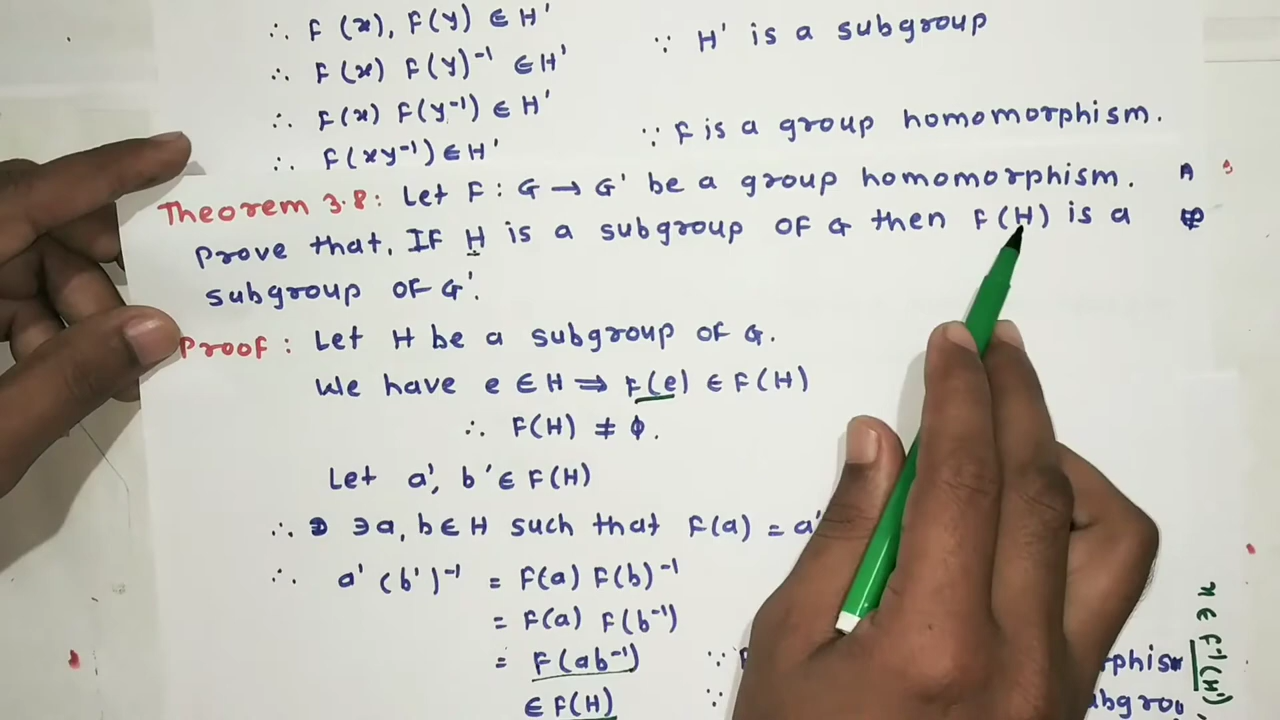 ∴ F(x), F(y) ∈ H'
∵ H' is a subgroup
∴ F(x) F(y)⁻¹ ∈ H'
∴ F(x) F(y⁻¹) ∈ H'
∵ F is a group homomorphism.
∴ F(xy⁻¹) ∈ H'
Theorem 3.8: Let F : G → G' be a group homomorphism.
Prove that, IF H is a subgroup OF G then F(H) is a
subgroup OF G'.
Proof: Let H be a subgroup OF G.
We have e ∈ H ⇒ F(e) ∈ F(H)
∴ F(H) ≠ φ.
Let a', b' ∈ F(H)
∴ ∃ a, b ∈ H such that F(a) = a'
∴ a' (b')⁻¹ = F(a) F(b)⁻¹
= F(a) F(b⁻¹)
= F(ab⁻¹) ∵
∈ F(H) ∵
x ∈ F⁻¹(H')